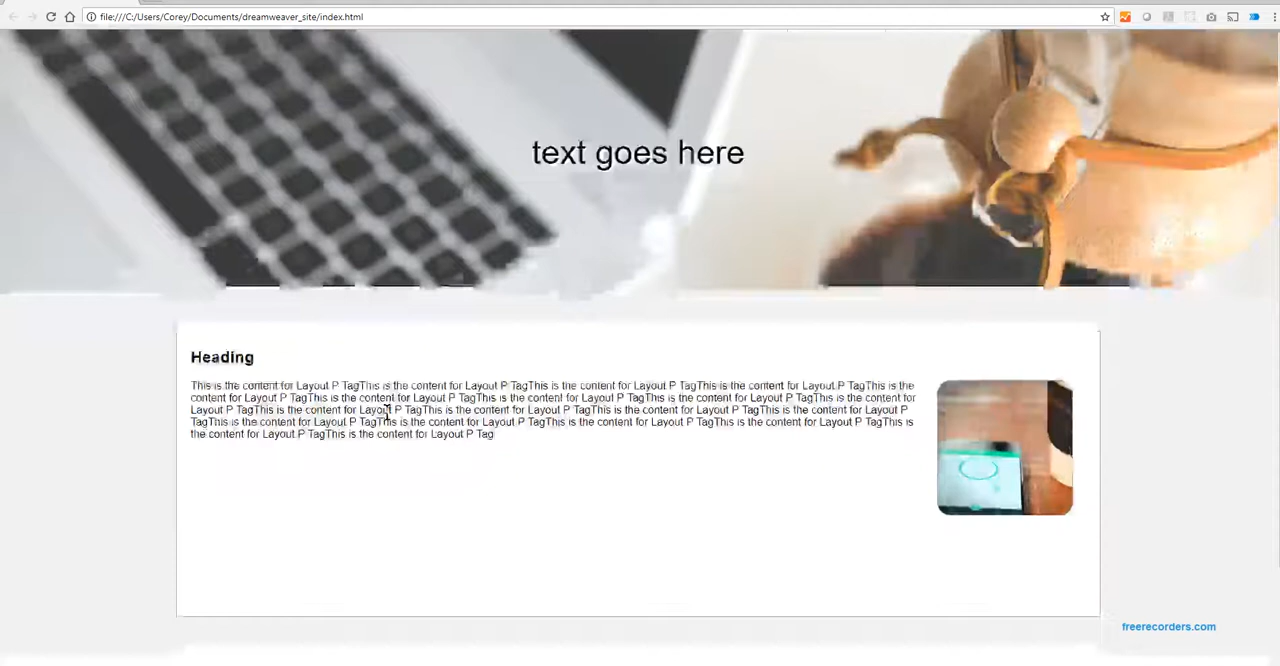 file:///C:/Users/Corey/Documents/dreamweaver_site/index.html
text goes here
Heading
This is the content for Layout P TagThis is the content for Layout P TagThis is the content for Layout P TagThis is the content for Layout P TagThis is the
content for Layout P TagThis is the content for Layout P TagThis is the content for Layout P TagThis is the content for Layout P TagThis is the content for
Layout P TagThis is the content for Layout P TagThis is the content for Layout P TagThis is the content for Layout P TagThis is the content for Layout P
TagThis is the content for Layout P TagThis is the content for Layout P TagThis is the content for Layout P TagThis is the content for Layout P TagThis is
the content for Layout P TagThis is the content for Layout P Tag
freerecorders.com